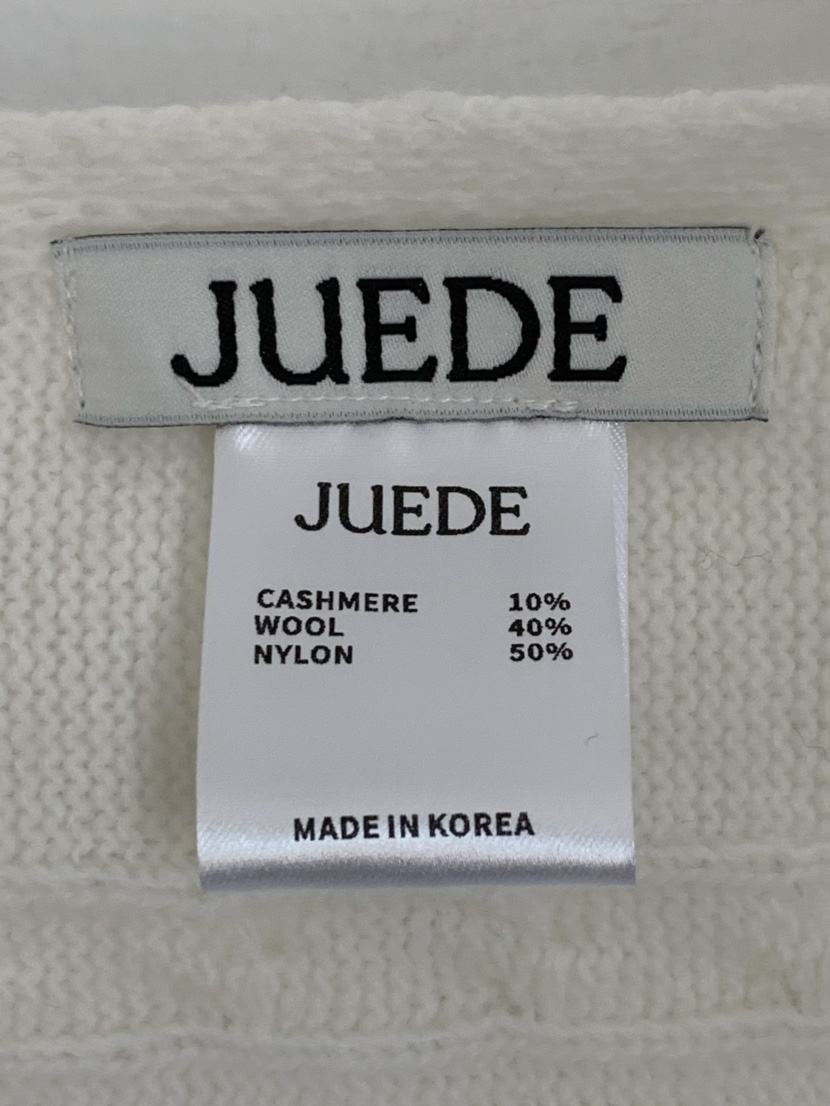 JUEDE
JUEDE
CASHMERE 10%
WOOL 40%
NYLON 50%
MADE IN KOREA